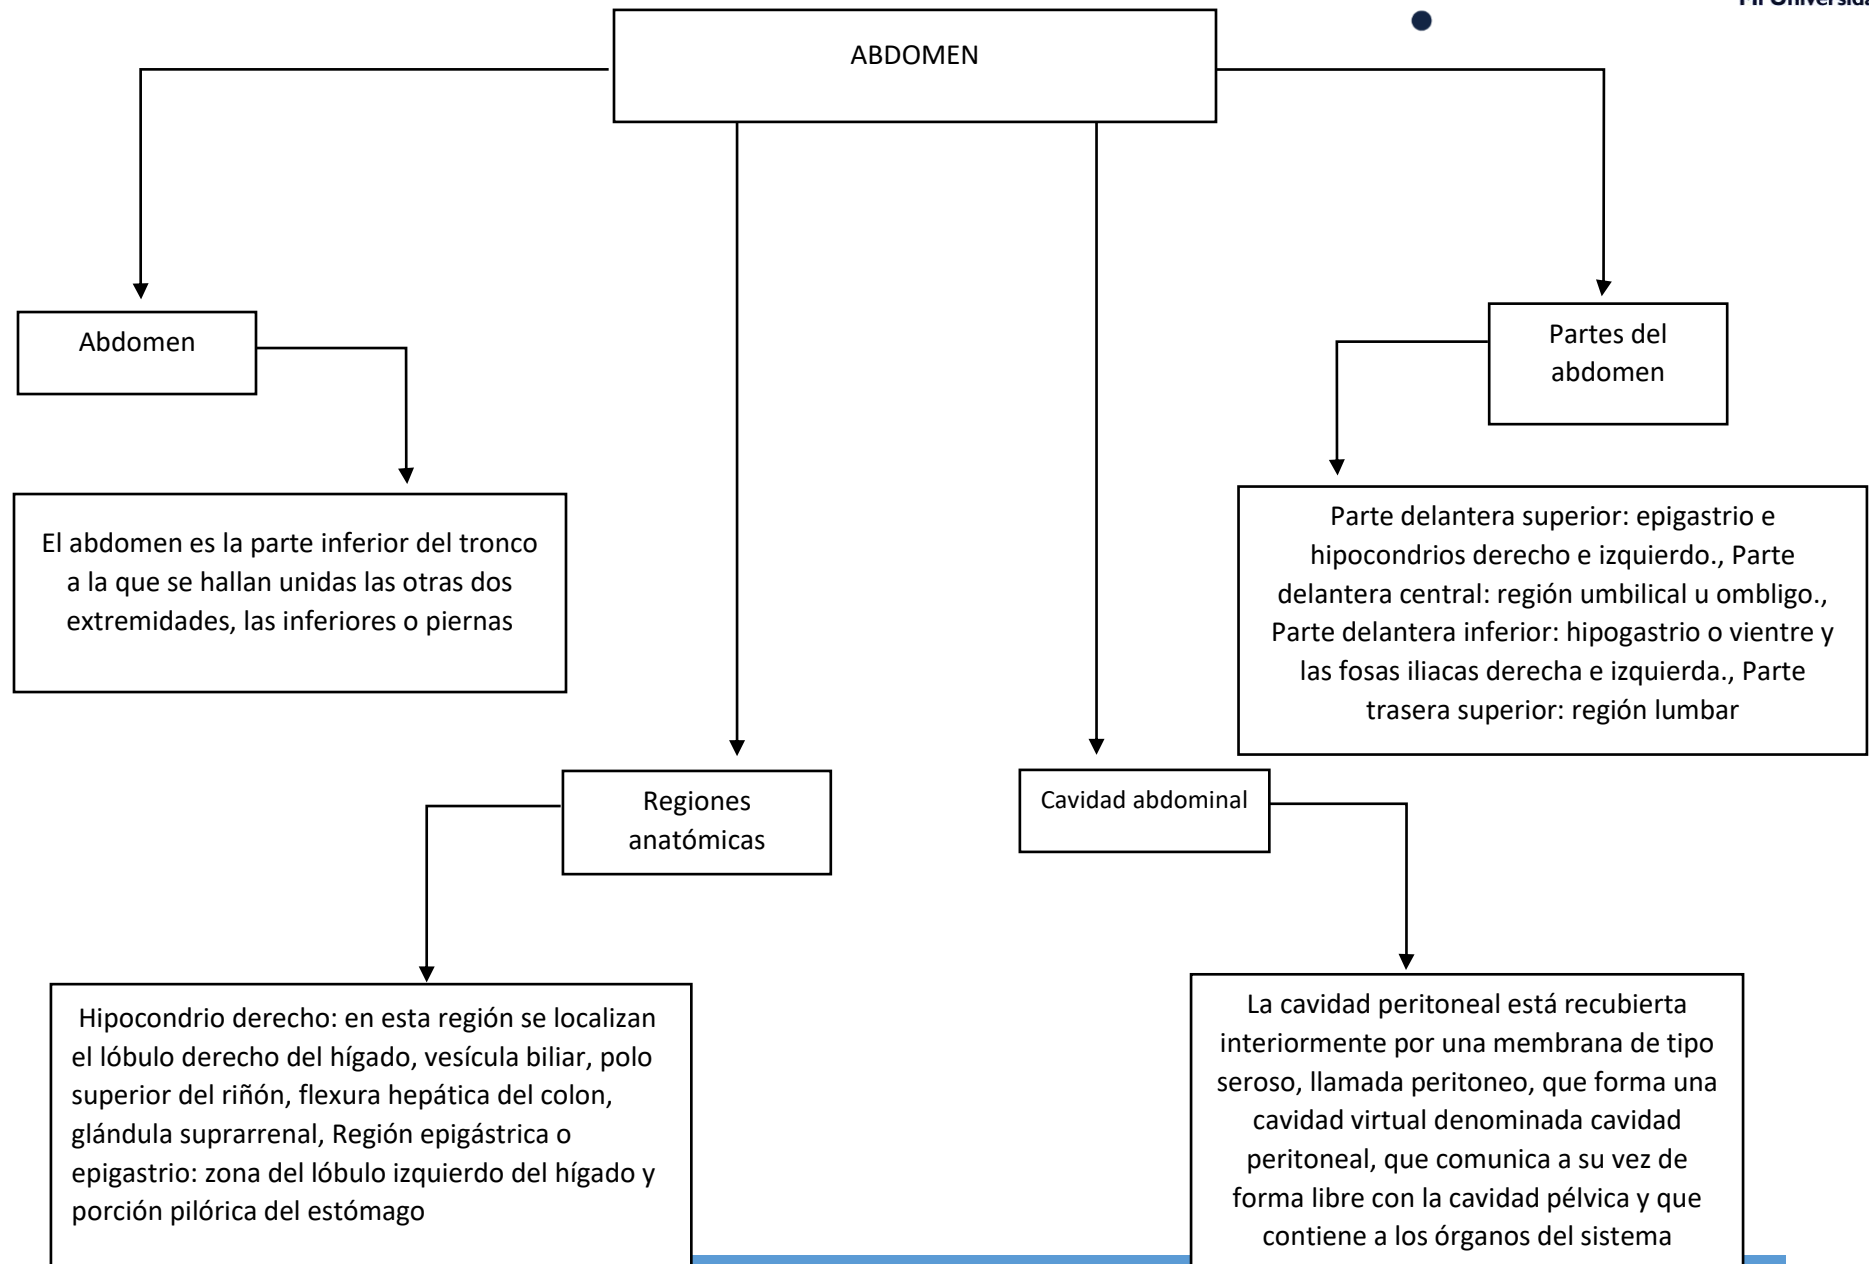 ABDOMEN
Abdomen
El abdomen es la parte inferior del tronco
a la que se hallan unidas las otras dos
extremidades, las inferiores o piernas
Partes del
abdomen
Parte delantera superior: epigastrio e
hipocondrios derecho e izquierdo., Parte
delantera central: región umbilical u ombligo.,
Parte delantera inferior: hipogastrio o vientre y
las fosas iliacas derecha e izquierda., Parte
trasera superior: región lumbar
Regiones
anatómicas
Hipocondrio derecho: en esta región se localizan
el lóbulo derecho del hígado, vesícula biliar, polo
superior del riñón, flexura hepática del colon,
glándula suprarrenal, Región epigástrica o
epigastrio: zona del lóbulo izquierdo del hígado y
porción pilórica del estómago
Cavidad abdominal
La cavidad peritoneal está recubierta
interiormente por una membrana de tipo
seroso, llamada peritoneo, que forma una
cavidad virtual denominada cavidad
peritoneal, que comunica a su vez de
forma libre con la cavidad pélvica y que
contiene a los órganos del sistema